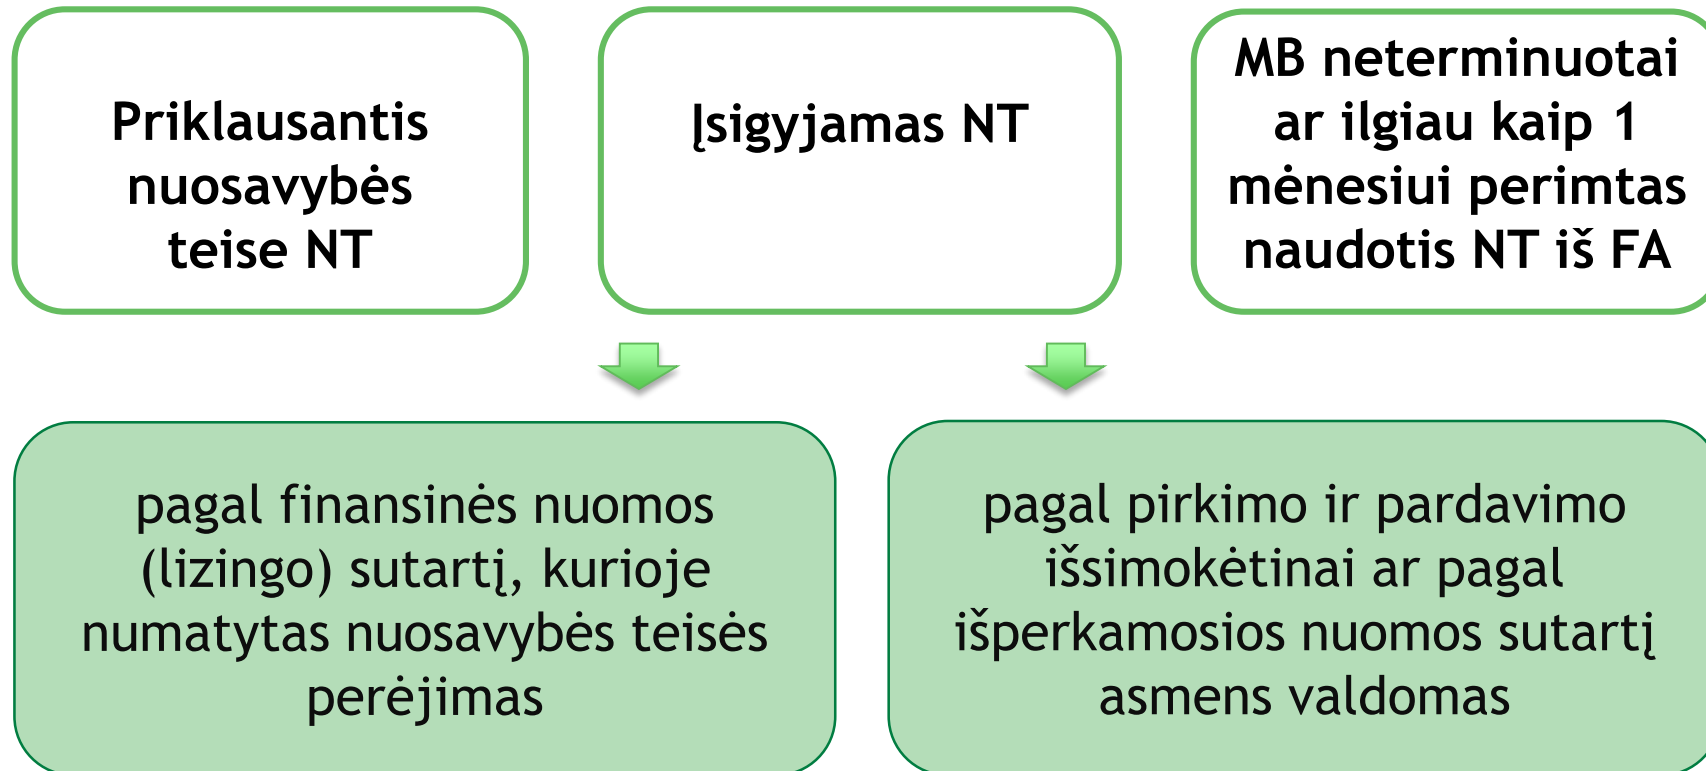 Priklausantis
nuosavybės
teise NT
Įsigyjamas NT
MB neterminuotai
ar ilgiau kaip 1
mėnesiui perimtas
naudotis NT iš FA
pagal finansinės nuomos
(lizingo) sutartį, kurioje
numatytas nuosavybės teisės
perėjimas
pagal pirkimo ir pardavimo
išsimokėtinai ar pagal
išperkamosios nuomos sutartį
asmens valdomas